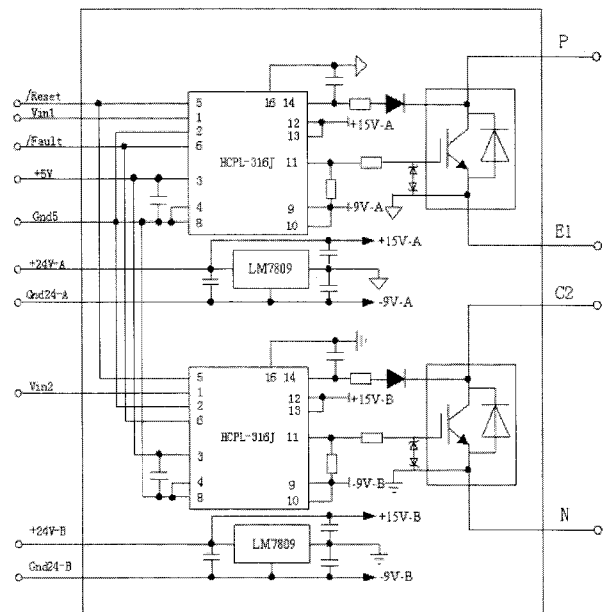 P
/Reset
Vin1
/Fault
+5V
Gnd5
5
1
2
6
3
4
8
HCPL-316J
16 14
12
13
11
9
10
+15V-A
-9V-A
E1
+24V-A
Gnd24-A
LM7809
+15V-A
-9V-A
C2
Vin2
5
1
2
6
3
4
8
HCPL-316J
16 14
12
13
11
9
10
+15V-B
-9V-B
N
+24V-B
Gnd24-B
LM7809
+15V-B
-9V-B